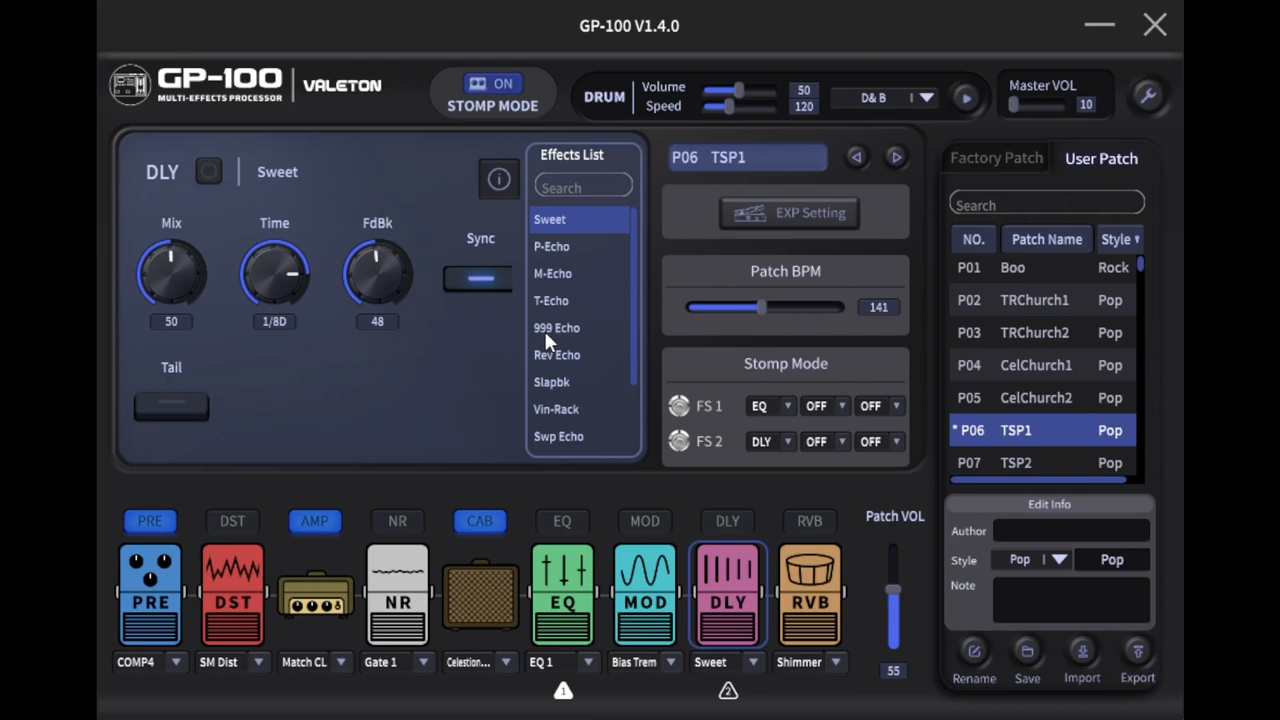 GP-100 V1.4.0
GP-100
MULTI-EFFECTS PROCESSOR
VALETON
ON
STOMP MODE
DRUM
Volume
50
Speed
120
D& B
Master VOL
10
DLY
Sweet
Mix
Time
FdBk
Sync
50
1/8D
48
Tail
Effects List
Search
Sweet
P-Echo
M-Echo
T-Echo
999 Echo
Rev Echo
Slapbk
Vin-Rack
Swp Echo
P06 TSP1
EXP Setting
Patch BPM
141
Stomp Mode
FS 1 EQ OFF OFF
FS 2 DLY OFF OFF
Factory Patch User Patch
Search
NO. Patch Name Style
P01 Boo Rock
P02 TRChurch1 Pop
P03 TRChurch2 Pop
P04 CelChurch1 Pop
P05 CelChurch2 Pop
* P06 TSP1 Pop
P07 TSP2 Pop
Edit Info
Author
Style Pop Pop
Note
Rename Save Import Export
PRE DST AMP NR CAB EQ MOD DLY RVB
Patch VOL
PRE DST NR EQ MOD DLY RVB
COMP4 SM Dist Match CL Gate 1 Celestion... EQ 1 Bias Trem Sweet Shimmer
55
1 2